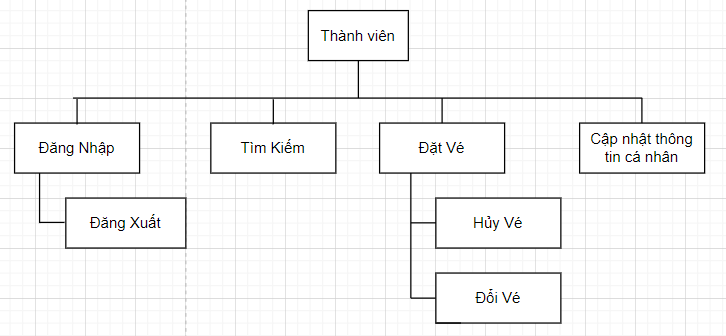 Thành viên
Đăng Nhập
Tìm Kiếm
Đặt Vé
Cập nhật thông
tin cá nhân
Đăng Xuất
Hủy Vé
Đổi Vé